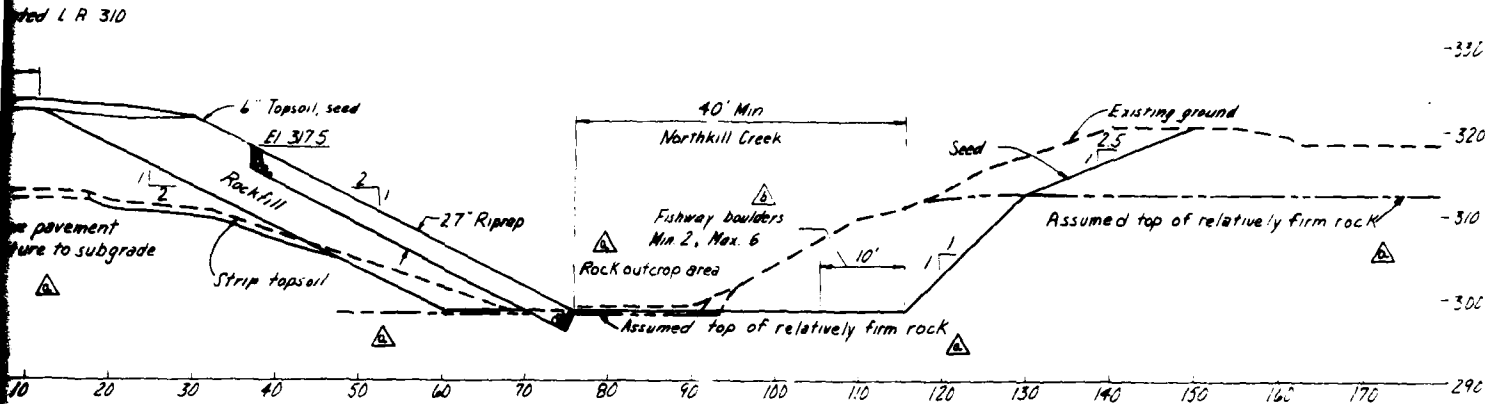 L R 310
330
6" Topsoil, seed
40' Min
Existing ground
El 317.5
Northkill Creek
Seed
320
1
2.5
1
2
Rockfill
2
1
27" Riprap
b
Fishway boulders
Min. 2, Max. 6
310
pavement
to subgrade
Assumed top of relatively firm rock
a
Rock outcrop area
10'
1
1
a
a
Strip topsoil
300
Assumed top of relatively firm rock
a
a
10 20 30 40 50 60 70 80 90 100 110 120 130 140 150 160 170 290